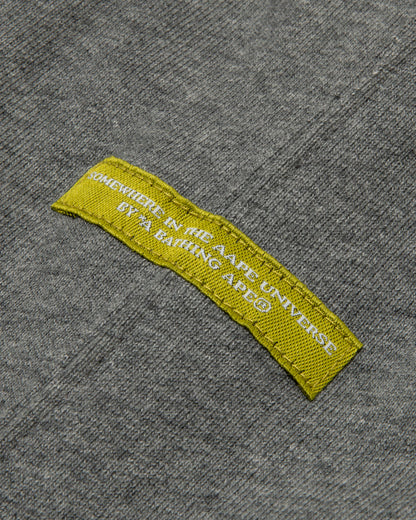 SOMEWHERE IN tHE AAPE UNIVERSE
BY *A BAtHING APE®